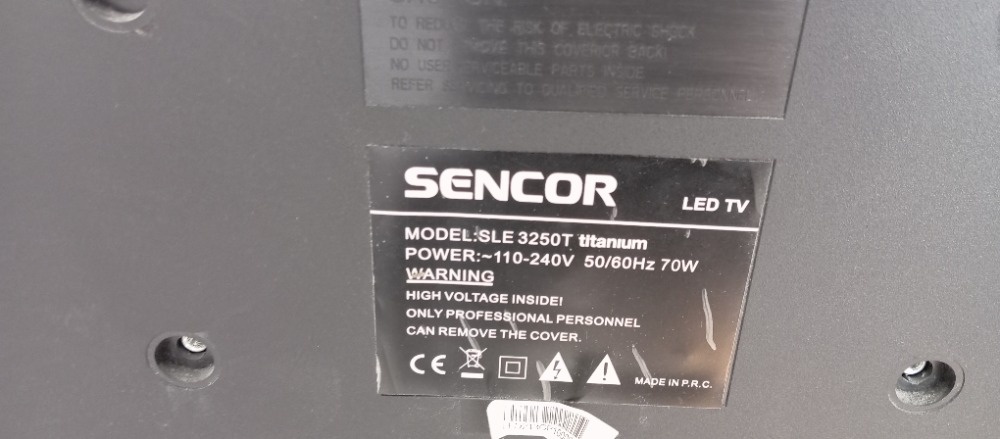 TO REDUCE THE RISK OF ELECTRIC SHOCK
DO NOT REMOVE THIS COVER(OR BACK)
NO USER SERVICEABLE PARTS INSIDE
REFER SERVICING TO QUALIFIED SERVICE PERSONNEL
SENCOR
LED TV
MODEL:SLE 3250T titanium
POWER:~110-240V 50/60Hz 70W
WARNING
HIGH VOLTAGE INSIDE!
ONLY PROFESSIONAL PERSONNEL
CAN REMOVE THE COVER.
CE
MADE IN P.R.C.